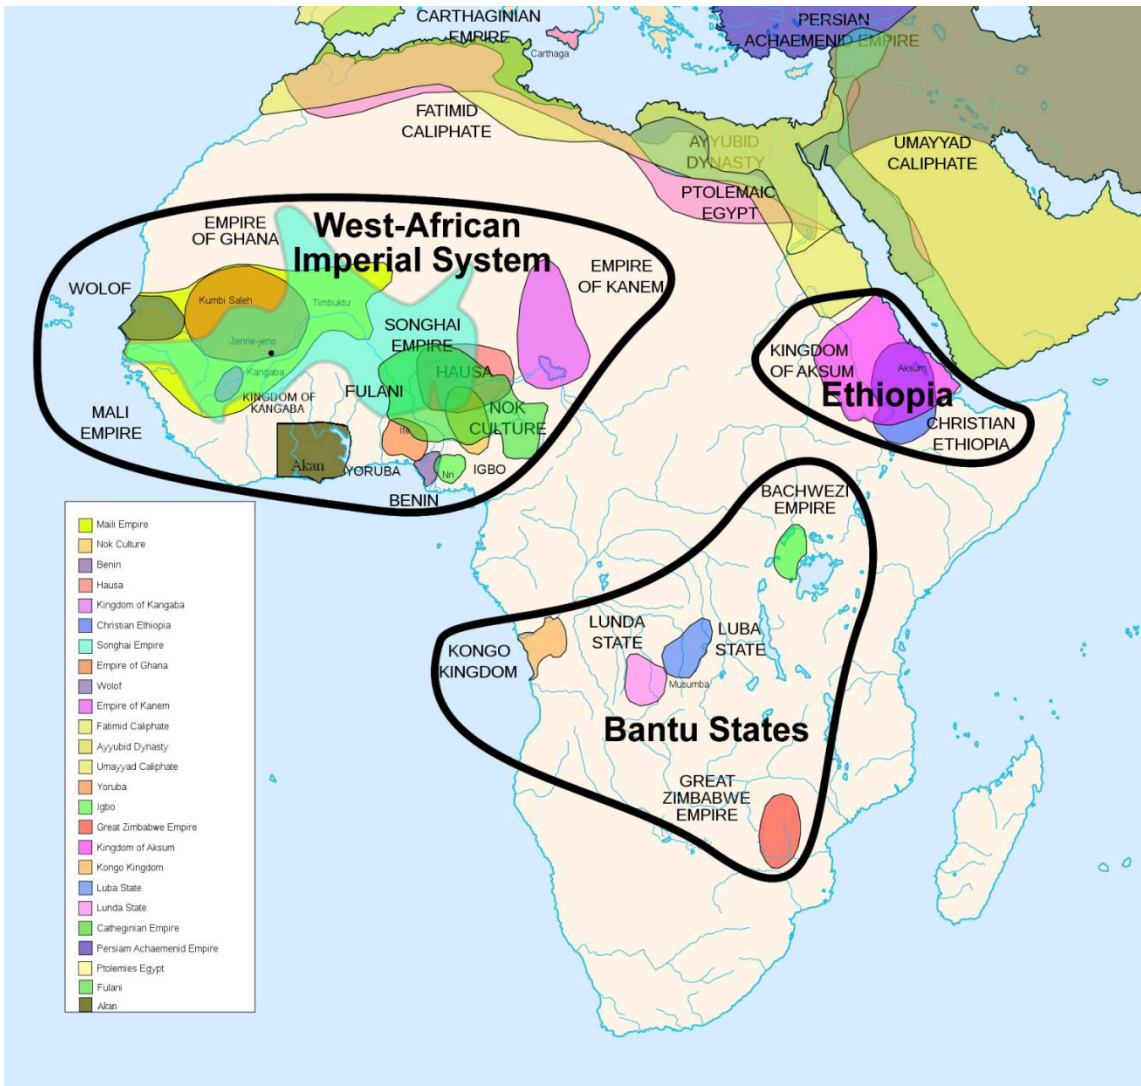 CARTHAGINIAN
EMPIRE
Carthaga
PERSIAN
ACHAEMENID EMPIRE
FATIMID
CALIPHATE
AYYUBID
DYNASTY
UMAYYAD
CALIPHATE
PTOLEMAIC
EGYPT
EMPIRE
OF GHANA
West-African
Imperial System
EMPIRE
OF KANEM
WOLOF
Kumbi Saleh
Timbuktu
Jenne-jeno
Kangaba
KINGDOM OF
KANGABA
SONGHAI
EMPIRE
HAUSA
FULANI
NOK
CULTURE
MALI
EMPIRE
Akan
YORUBA
Ife
Nri
IGBO
BENIN
KINGDOM
OF AKSUM
Aksum
Ethiopia
CHRISTIAN
ETHIOPIA
BACHWEZI
EMPIRE
LUNDA
STATE
LUBA
STATE
KONGO
KINGDOM
Musumba
Bantu States
GREAT
ZIMBABWE
EMPIRE
Maili Empire
Nok Culture
Benin
Hausa
Kingdom of Kangaba
Christian Ethiopia
Songhai Empire
Empire of Ghana
Wolof
Empire of Kanem
Fatimid Caliphate
Ayyubid Dynasty
Umayyad Caliphate
Yoruba
Igbo
Great Zimbabwe Empire
Kingdom of Aksum
Kongo Kingdom
Luba State
Lunda State
Catheginian Empire
Persiam Achaemenid Empire
Ptolemies Egypt
Fulani
Akan